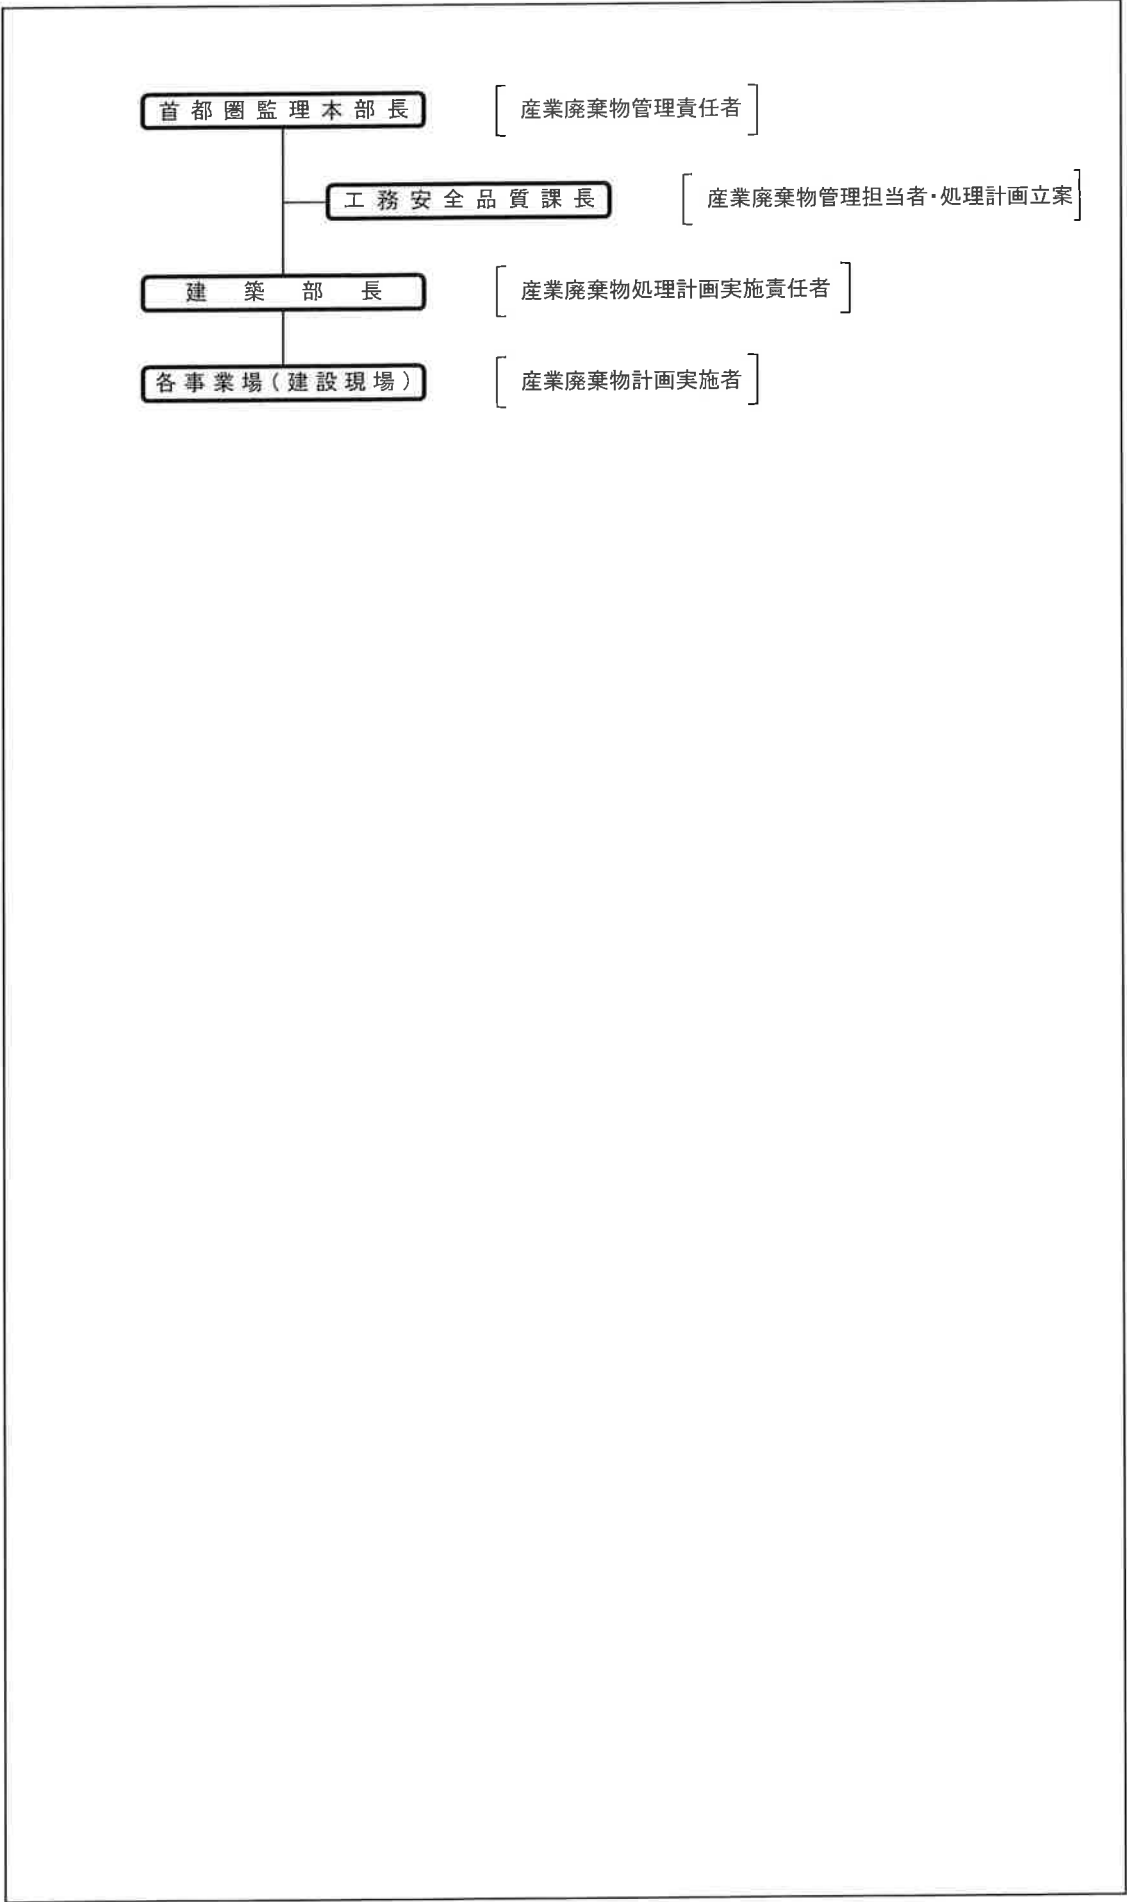 首都圏監理本部長 [産業廃棄物管理責任者]
工務安全品質課長 [産業廃棄物管理担当者・処理計画立案]
建築部長 [産業廃棄物処理計画実施責任者]
各事業場(建設現場) [産業廃棄物計画実施者]